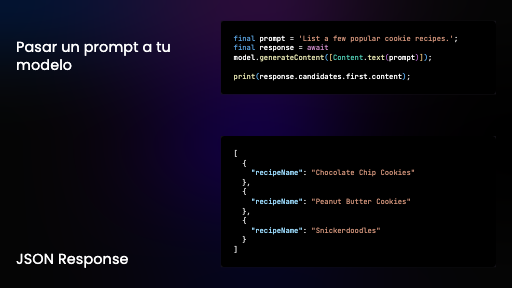 Pasar un prompt a tu
modelo
final prompt = 'List a few popular cookie recipes.';
final response = await
model.generateContent([Content.text(prompt)]);
print(response.candidates.first.content);
[
{
"recipeName": "Chocolate Chip Cookies"
},
{
"recipeName": "Peanut Butter Cookies"
},
{
"recipeName": "Snickerdoodles"
}
]
JSON Response